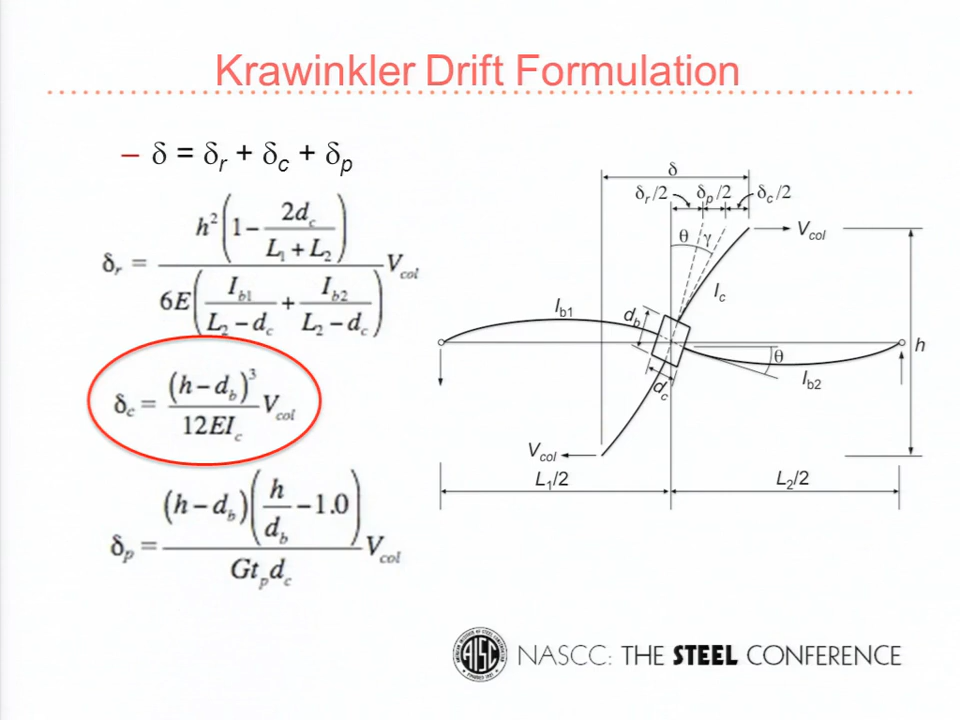 Krawinkler Drift Formulation
– δ = δr + δc + δp
δr = h²(1 − 2dc / (L1 + L2)) / 6E(Ib1 / (L2 − dc) + Ib2 / (L2 − dc)) Vcol
δc = (h − db)³ / 12EIc Vcol
δp = (h − db)(h / db − 1.0) / Gtpdc Vcol
δ
δr/2 δp/2 δc/2
θ γ
Vcol
Ic
Ib1
db
h
θ
dc
Ib2
Vcol
L1/2
L2/2
AISC
NASCC: THE STEEL CONFERENCE